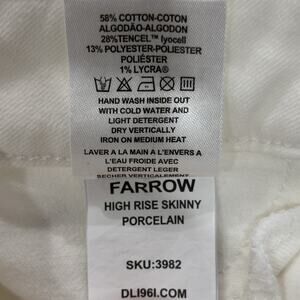 58% COTTON-COTON
ALGODÃO-ALGODON
28%TENCEL™ lyocell
13% POLYESTER-POLIESTER
POLIÉSTER
1% LYCRA®
HAND WASH INSIDE OUT
WITH COLD WATER AND
LIGHT DETERGENT
DRY VERTICALLY
IRON ON MEDIUM HEAT
LAVER A LA MAIN A L'ENVERS A
L'EAU FROIDE AVEC
DETERGENT LEGER
SECHER VERTICALEMENT
FARROW
HIGH RISE SKINNY
PORCELAIN
SKU:3982
DL1961.COM